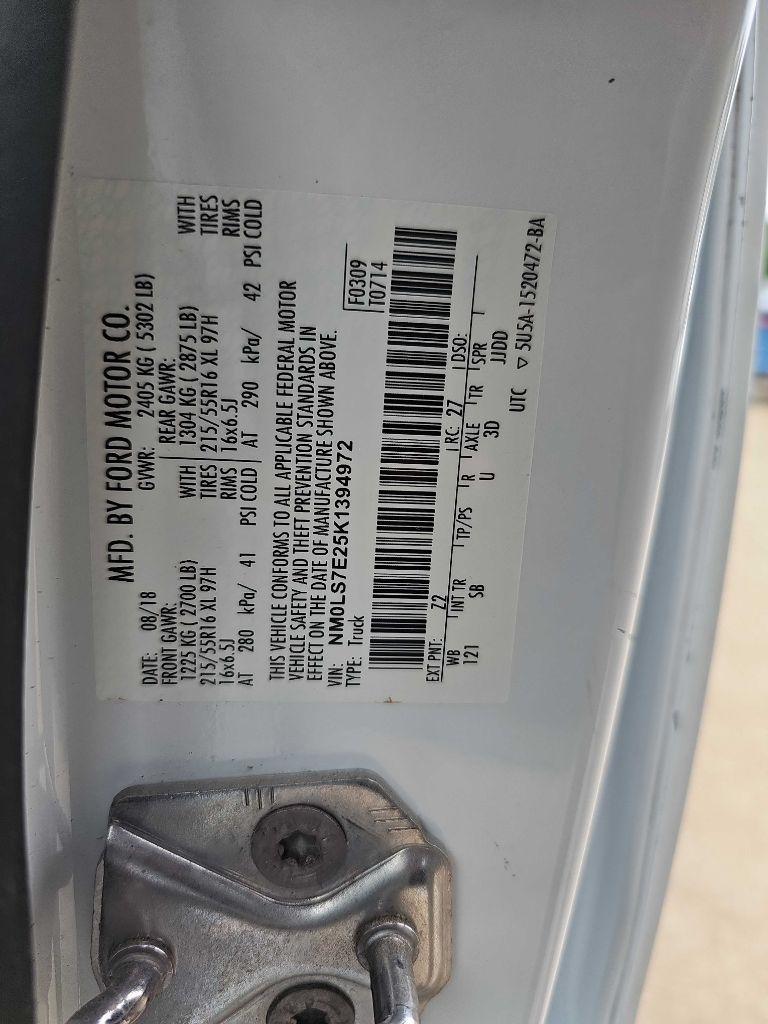 MFD. BY FORD MOTOR CO.
DATE: 08/18
GVWR: 2405 KG ( 5302 LB)
FRONT GAWR:
REAR GAWR:
1225 KG ( 2700 LB) WITH
1304 KG ( 2875 LB) WITH
215/55R16 XL 97H TIRES
215/55R16 XL 97H TIRES
16x6.5J RIMS
16x6.5J RIMS
AT 280 kPa/ 41 PSI COLD
AT 290 kPa/ 42 PSI COLD
THIS VEHICLE CONFORMS TO ALL APPLICABLE FEDERAL MOTOR
VEHICLE SAFETY AND THEFT PREVENTION STANDARDS IN
EFFECT ON THE DATE OF MANUFACTURE SHOWN ABOVE.
VIN: NM0LS7E25K1394972
TYPE: Truck
F0309
T0714
EXT PNT: Z2 RC: 27 DSO:
WB INT TR TP/PS R AXLE TR SPR
121 SB U 3D JJDD
UTC ▽ 5U5A-1520472-BA